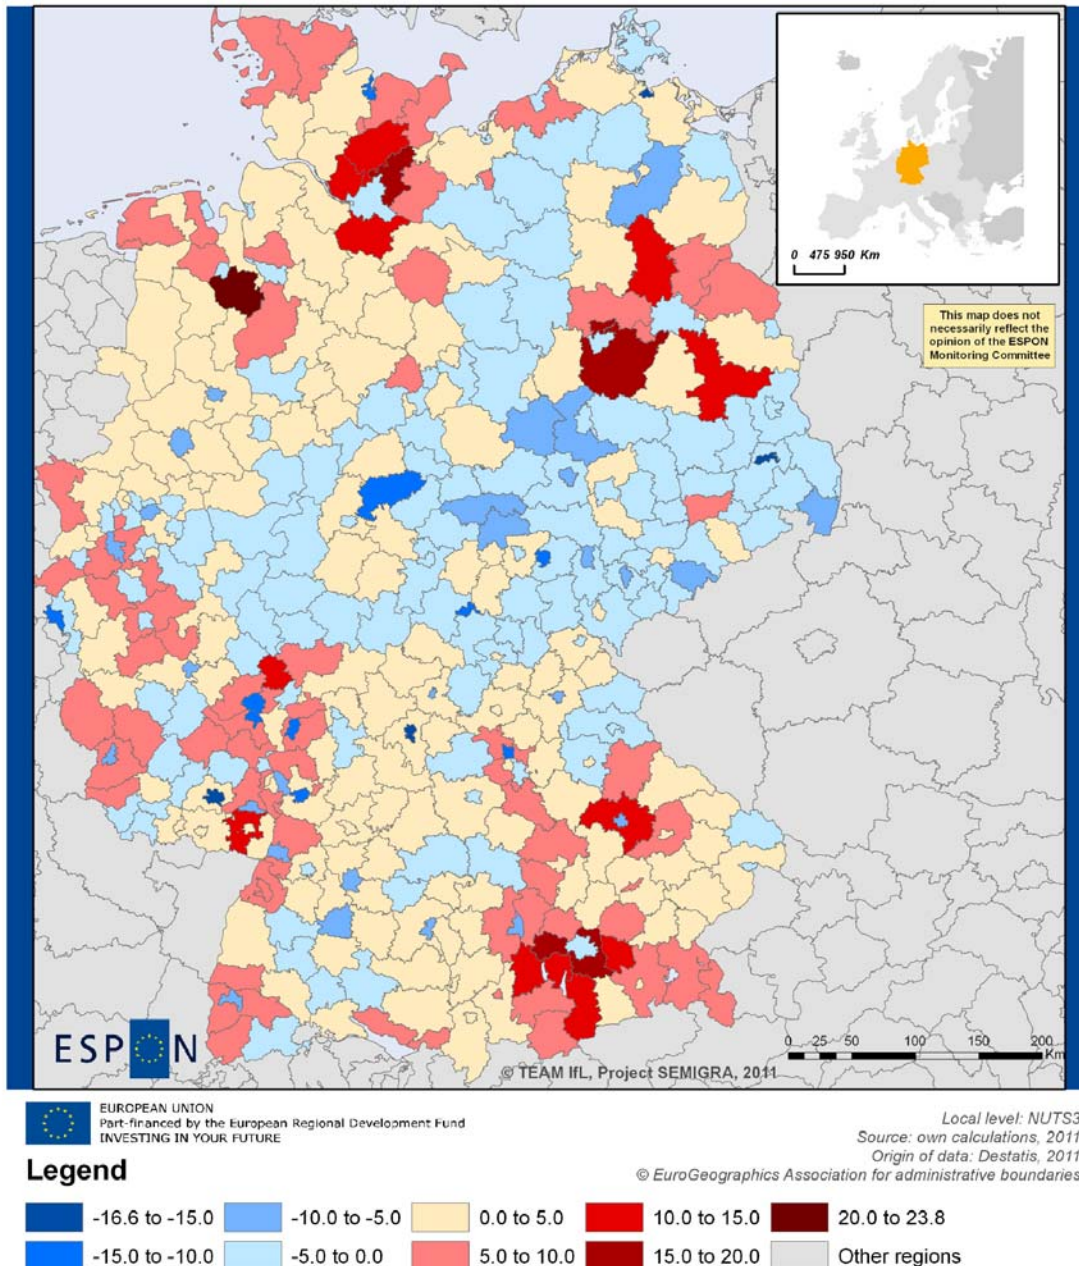 0 475 950 Km
This map does not
necessarily reflect the
opinion of the ESPON
Monitoring Committee
ESPON
0 25 50 100 150 200
Km
© TEAM IfL, Project SEMIGRA, 2011
EUROPEAN UNION
Part-financed by the European Regional Development Fund
INVESTING IN YOUR FUTURE
Local level: NUTS3
Source: own calculations, 2011
Origin of data: Destatis, 2011
© EuroGeographics Association for administrative boundaries
Legend
-16.6 to -15.0 -10.0 to -5.0 0.0 to 5.0 10.0 to 15.0 20.0 to 23.8
-15.0 to -10.0 -5.0 to 0.0 5.0 to 10.0 15.0 to 20.0 Other regions